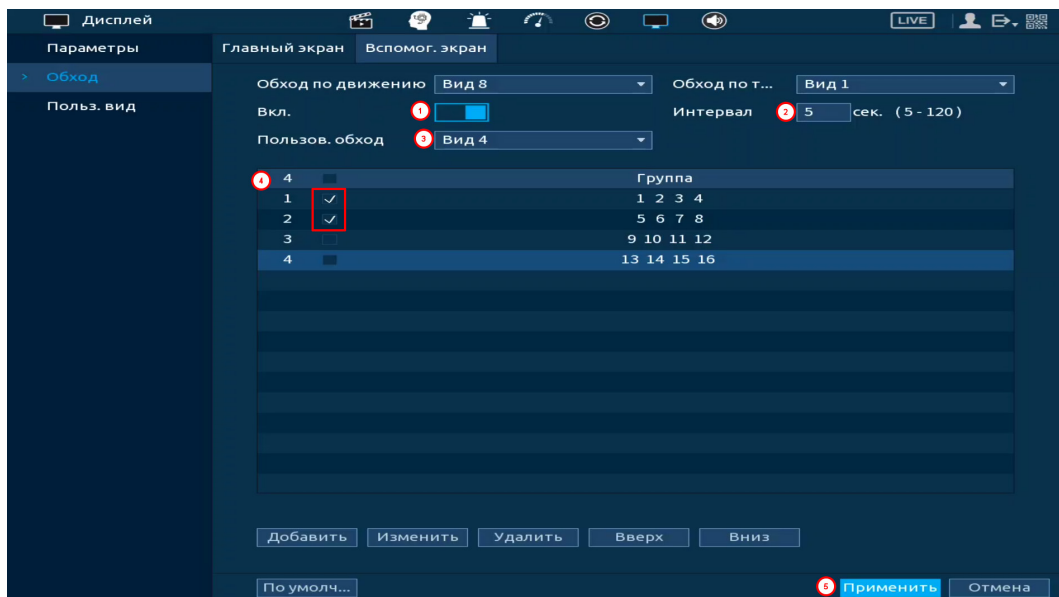 Дисплей LIVE
Параметры Главный экран Вспомог. экран
> Обход
Польз. вид
Обход по движению Вид 8 Обход по т... Вид 1
Вкл. 1 Интервал 2 5 сек. (5-120)
Пользов. обход 3 Вид 4
4 4 Группа
1 1 2 3 4
2 5 6 7 8
3 9 10 11 12
4 13 14 15 16
Добавить Изменить Удалить Вверх Вниз
По умолч... 5 Применить Отмена